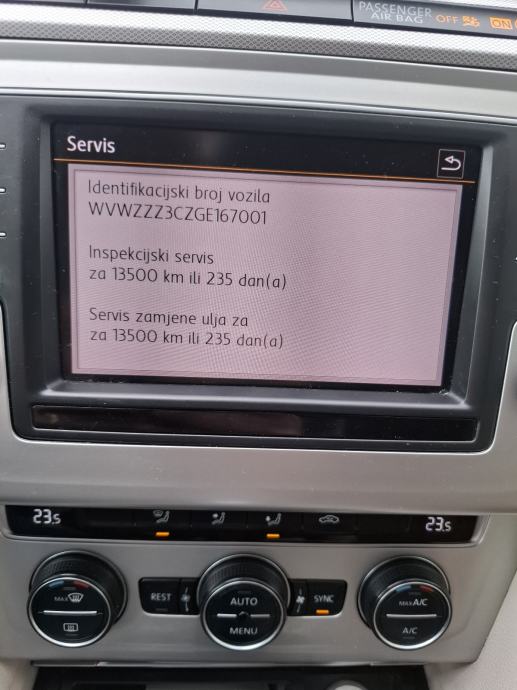 PASSENGER
AIR BAG OFF ON
Servis
Identifikacijski broj vozila
WVWZZZ3CZGE167001
Inspekcijski servis
za 13500 km ili 235 dan(a)
Servis zamjene ulja za
za 13500 km ili 235 dan(a)
23.5 23.5
MAX REST AUTO SYNC MAX A/C
MENU A/C